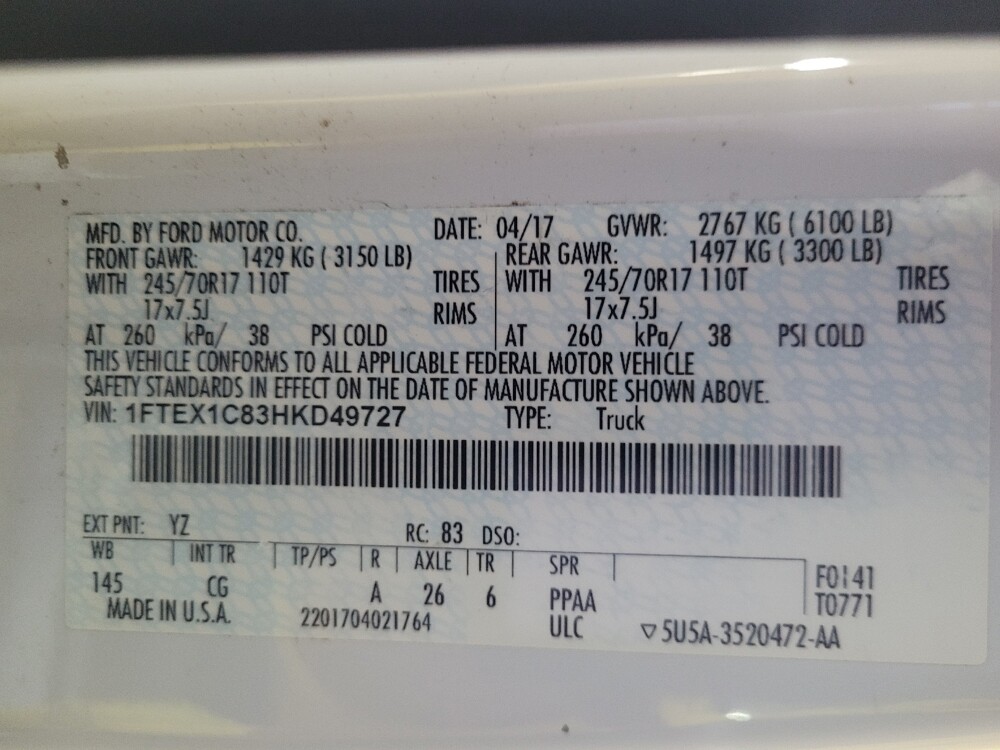 MFD. BY FORD MOTOR CO. DATE: 04/17 GVWR: 2767 KG ( 6100 LB)
FRONT GAWR: 1429 KG ( 3150 LB) REAR GAWR: 1497 KG ( 3300 LB)
WITH 245/70R17 110T TIRES WITH 245/70R17 110T TIRES
17x7.5J RIMS 17x7.5J RIMS
AT 260 kPa/ 38 PSI COLD AT 260 kPa/ 38 PSI COLD
THIS VEHICLE CONFORMS TO ALL APPLICABLE FEDERAL MOTOR VEHICLE
SAFETY STANDARDS IN EFFECT ON THE DATE OF MANUFACTURE SHOWN ABOVE.
VIN: 1FTEX1C83HKD49727 TYPE: Truck
EXT PNT: YZ RC: 83 DSO:
WB INT TR TP/PS R AXLE TR SPR
145 CG A 26 6 PPAA F0141
MADE IN U.S.A. 2201704021764 ULC T0771
▽5U5A-3520472-AA